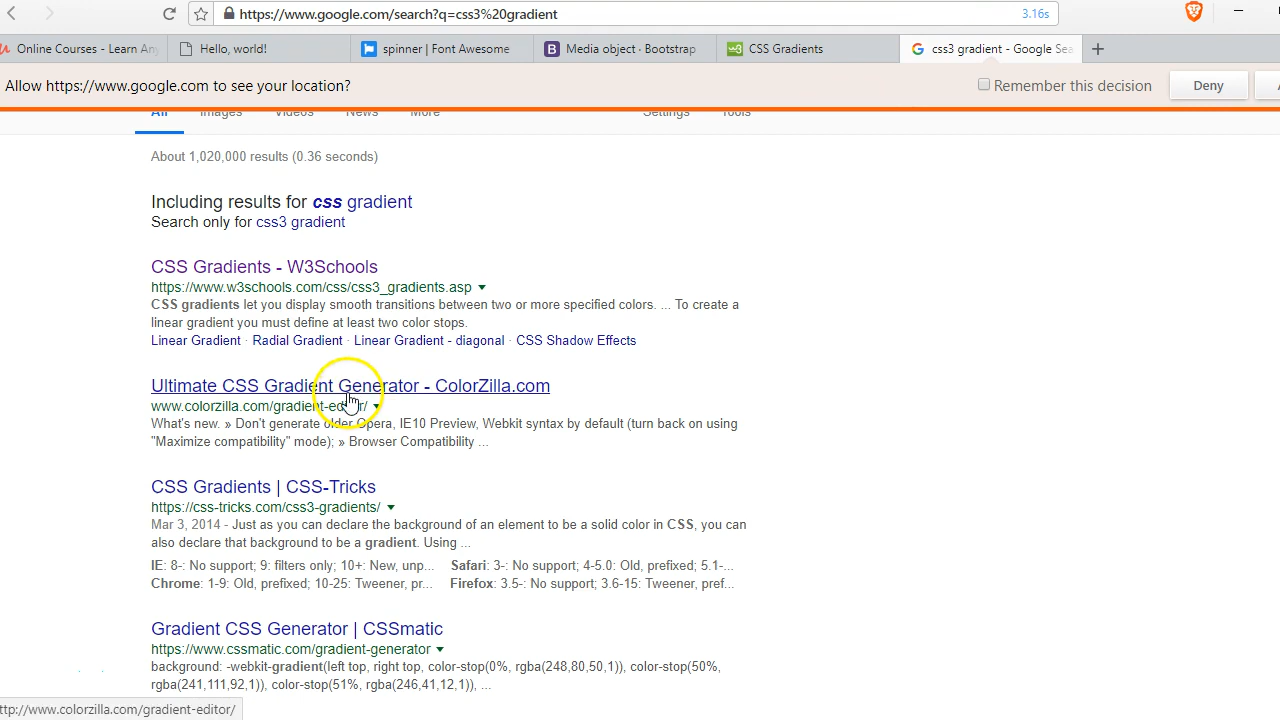 https://www.google.com/search?q=css3%20gradient
3.16s
Online Courses - Learn Any
Hello, world!
spinner | Font Awesome
Media object · Bootstrap
CSS Gradients
css3 gradient - Google Sea
Allow https://www.google.com to see your location?
Remember this decision
Deny
All
Images
Videos
News
More
Settings
Tools
About 1,020,000 results (0.36 seconds)
Including results for css gradient
Search only for css3 gradient
CSS Gradients - W3Schools
https://www.w3schools.com/css/css3_gradients.asp
CSS gradients let you display smooth transitions between two or more specified colors. ... To create a
linear gradient you must define at least two color stops.
Linear Gradient · Radial Gradient · Linear Gradient - diagonal · CSS Shadow Effects
Ultimate CSS Gradient Generator - ColorZilla.com
www.colorzilla.com/gradient-editor/
What's new. » Don't generate older Opera, IE10 Preview, Webkit syntax by default (turn back on using
"Maximize compatibility" mode); » Browser Compatibility ...
CSS Gradients | CSS-Tricks
https://css-tricks.com/css3-gradients/
Mar 3, 2014 - Just as you can declare the background of an element to be a solid color in CSS, you can
also declare that background to be a gradient. Using ...
IE: 8-: No support; 9: filters only; 10+: New, unp... Safari: 3-: No support; 4-5.0: Old, prefixed; 5.1-...
Chrome: 1-9: Old, prefixed; 10-25: Tweener, pr... Firefox: 3.5-: No support; 3.6-15: Tweener, pref...
Gradient CSS Generator | CSSmatic
https://www.cssmatic.com/gradient-generator
background: -webkit-gradient(left top, right top, color-stop(0%, rgba(248,80,50,1)), color-stop(50%,
rgba(241,111,92,1)), color-stop(51%, rgba(246,41,12,1)), ...
ttp://www.colorzilla.com/gradient-editor/